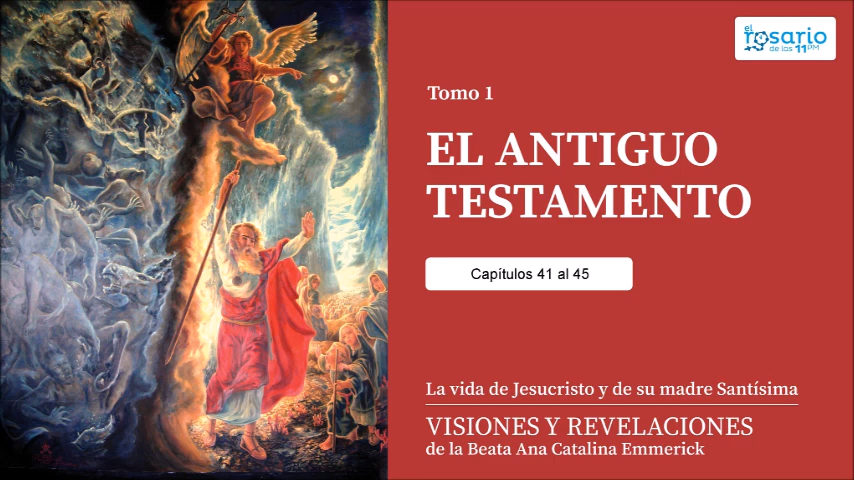 el
rosario
de las 11PM
Tomo 1
EL ANTIGUO
TESTAMENTO
Capítulos 41 al 45
La vida de Jesucristo y de su madre Santísima
VISIONES Y REVELACIONES
de la Beata Ana Catalina Emmerick